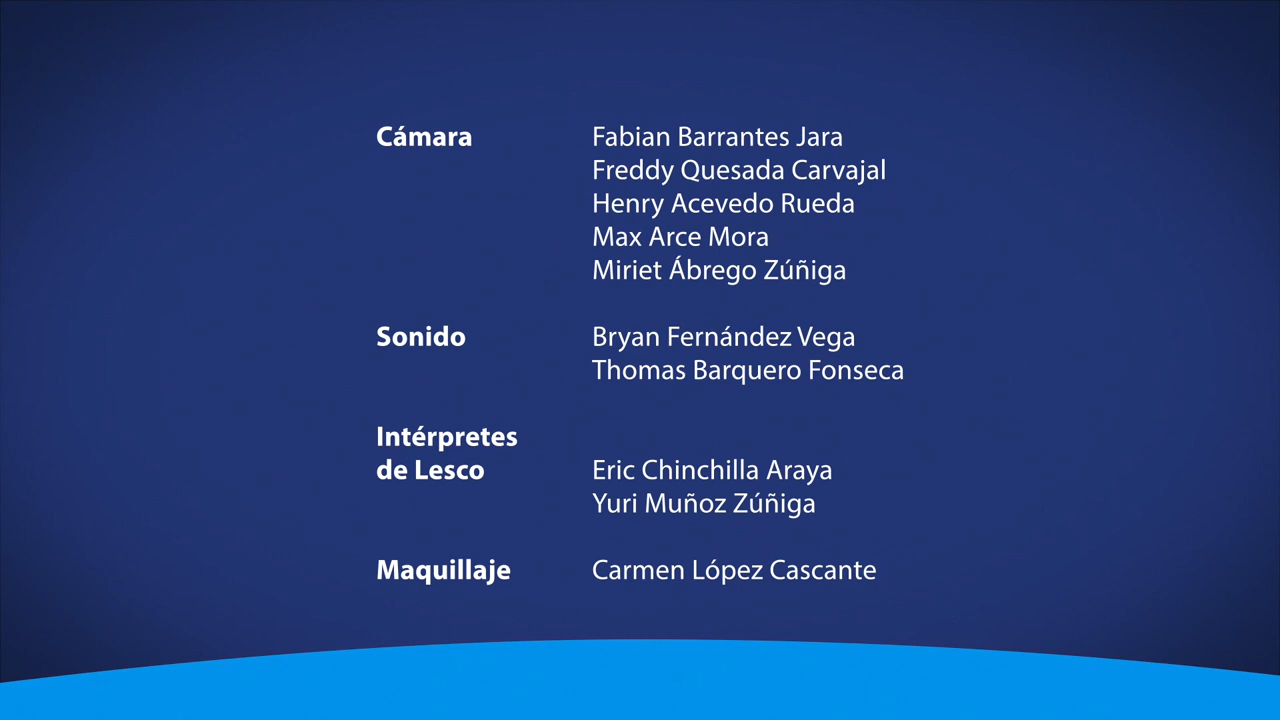 Cámara Fabian Barrantes Jara
Freddy Quesada Carvajal
Henry Acevedo Rueda
Max Arce Mora
Miriet Ábrego Zúñiga
Sonido Bryan Fernández Vega
Thomas Barquero Fonseca
Intérpretes
de Lesco Eric Chinchilla Araya
Yuri Muñoz Zúñiga
Maquillaje Carmen López Cascante